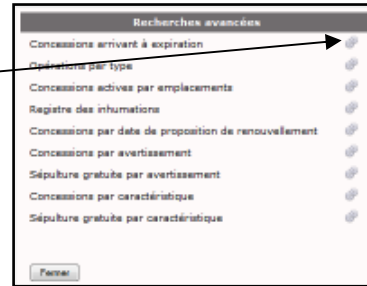 Recherches avancées
Concessions arrivant à expiration
Opérations par type
Concessions actives par emplacements
Registre des inhumations
Concessions par date de proposition de renouvellement
Concessions par avertissement
Sépulture gratuite par avertissement
Concessions par caractéristique
Sépulture gratuite par caractéristique
Fermer